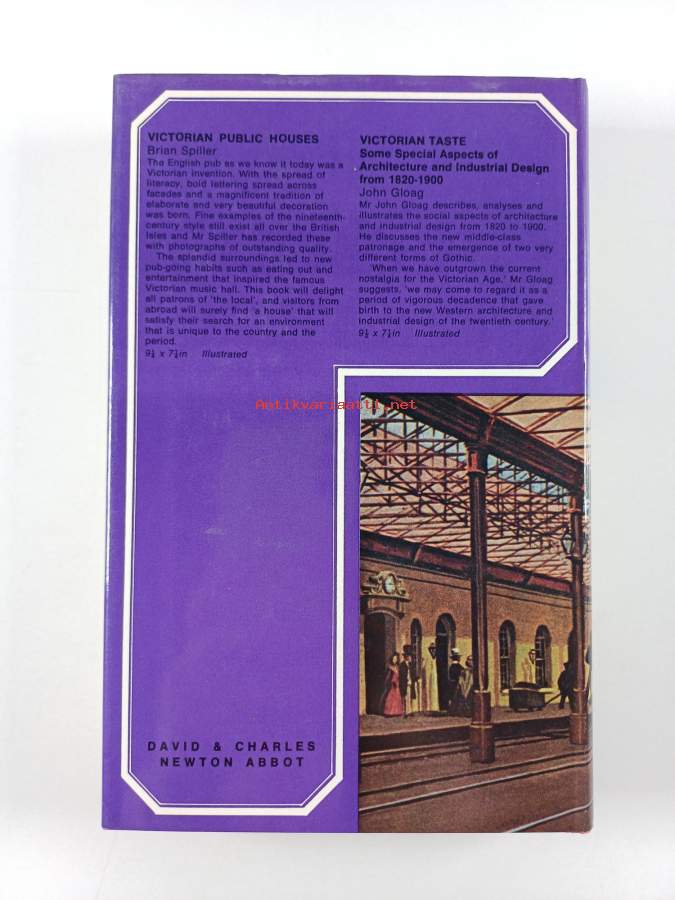 VICTORIAN PUBLIC HOUSES
Brian Spiller
The English pub as we know it today was a
Victorian invention. With the spread of
literacy, bold lettering spread across
facades and a magnificent tradition of
elaborate and very beautiful decoration
was born. Fine examples of the nineteenth-
century style still exist all over the British
Isles and Mr Spiller has recorded these
with photographs of outstanding quality.
The splendid surroundings led to new
pub-going habits such as eating out and
entertainment that inspired the famous
Victorian music hall. This book will delight
all patrons of 'the local', and visitors from
abroad will surely find 'a house' that will
satisfy their search for an environment
that is unique to the country and the
period.
9¼ x 7¼in Illustrated
VICTORIAN TASTE
Some Special Aspects of
Architecture and Industrial Design
from 1820-1900
John Gloag
Mr John Gloag describes, analyses and
illustrates the social aspects of architecture
and industrial design from 1820 to 1900.
He discusses the new middle-class
patronage and the emergence of two very
different forms of Gothic.
'When we have outgrown the current
nostalgia for the Victorian Age,' Mr Gloag
suggests, 'we may come to regard it as a
period of vigorous decadence that gave
birth to the new Western architecture and
industrial design of the twentieth century.'
9¼ x 7¼in Illustrated
Antikvariaatti.net
DAVID & CHARLES
NEWTON ABBOT